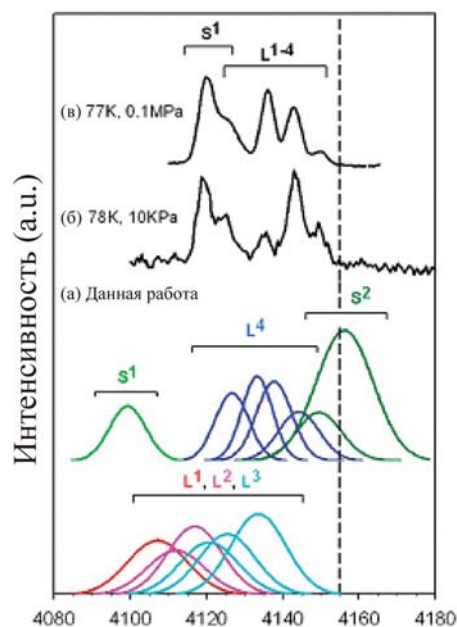 S¹
L¹⁻⁴
(в) 77K, 0.1MPa
(б) 78K, 10KPa
(а) Данная работа
S²
L⁴
S¹
L¹, L², L³
Интенсивность (a.u.)
4080 4100 4120 4140 4160 4180